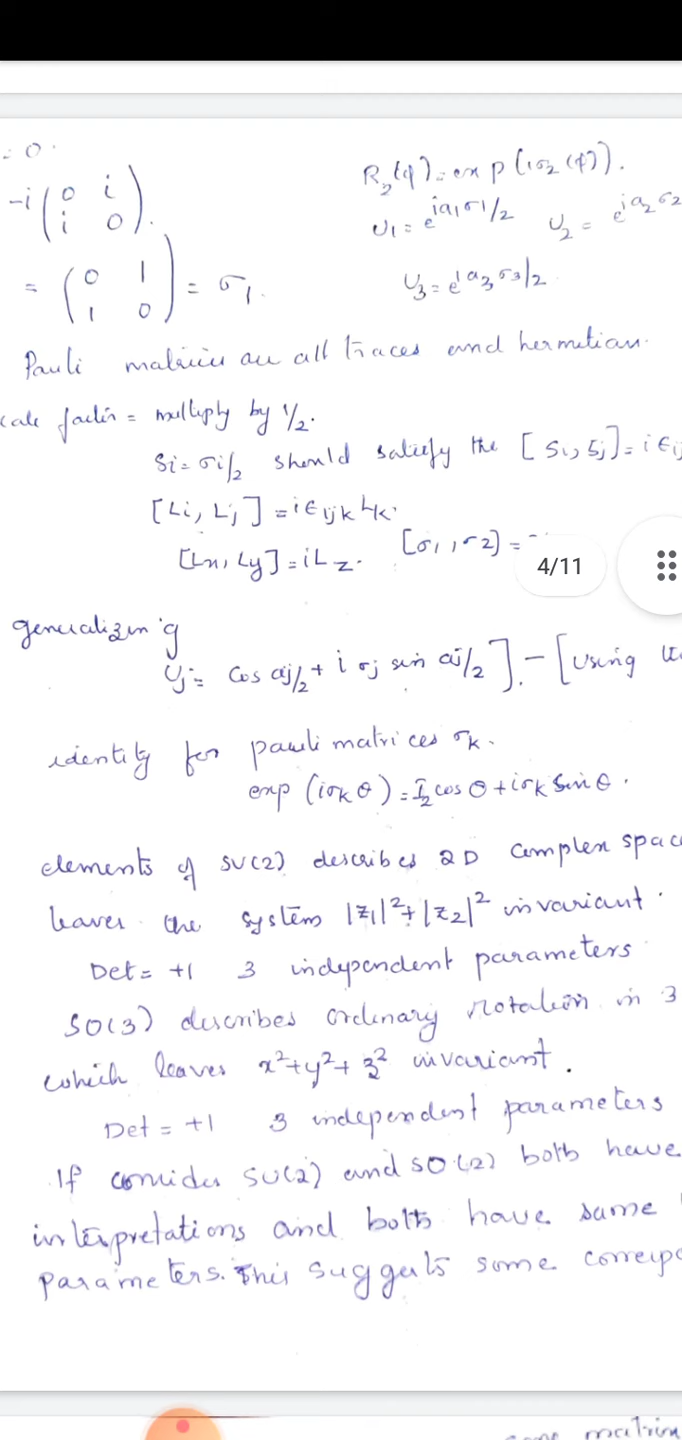 = 0.
R₂(φ) = exp (iσ₂(φ)).
-i (0 i
i 0).
U₁ = e^{ia₁σ1/2} U₂ = e^{ia₂σ2
= (0 1
1 0) = σ1.
U₃ = e^{ia₃σ3/2}
Pauli matrices are all traces and hermitian.
cale factor = multiply by 1/2.
Si = σi/2 should satisfy the [Si, Sj] = i ϵij
[Li, Lj] = iϵijk Lk.
[Lx, Ly] = iLz. [σ1, σ2] =
4/11
generalizing
Uj = Cos aj/2 + i σj sin aj/2]. - [Using
identity for pauli matrices σk.
exp (iσkθ) = I₂ cos θ + iσk Sin θ.
elements of SU(2) describes 2D Complex spac
leaves the system |z₁|² + |z₂|² invariant.
Det = +1 3 independent parameters
SO(3) describes Ordinary rotation in 3
which leaves x²+y²+z² invariant.
Det = +1 3 independent parameters
If consider SU(2) and SO(2) both have
interpretations and both have same
parameters. This suggests some correspo
matrix